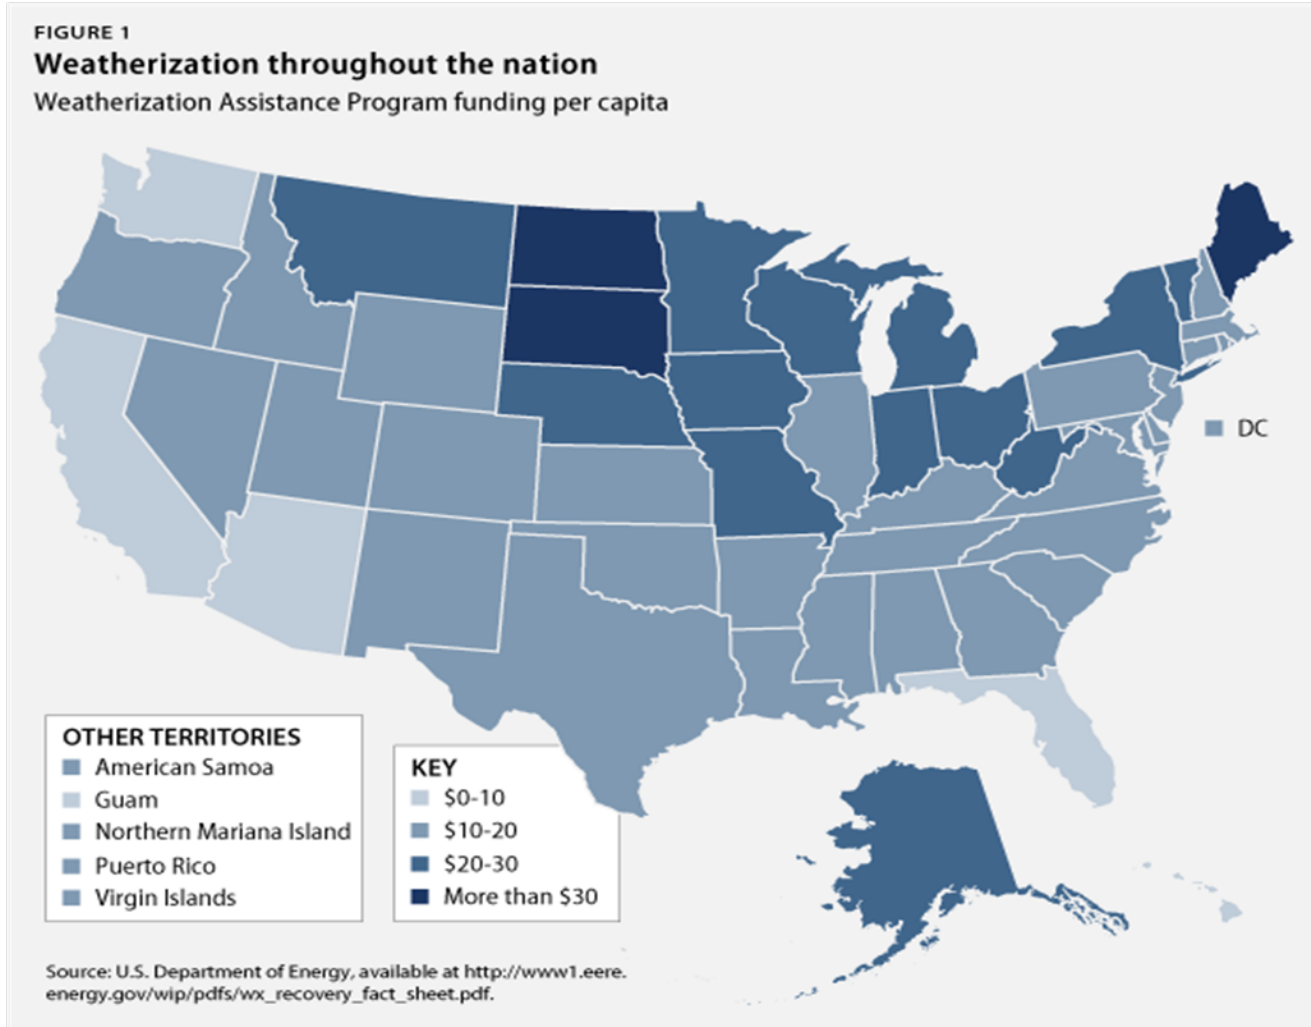 FIGURE 1
Weatherization throughout the nation
Weatherization Assistance Program funding per capita
DC
OTHER TERRITORIES
American Samoa
Guam
Northern Mariana Island
Puerto Rico
Virgin Islands
KEY
$0-10
$10-20
$20-30
More than $30
Source: U.S. Department of Energy, available at http://www1.eere.
energy.gov/wip/pdfs/wx_recovery_fact_sheet.pdf.